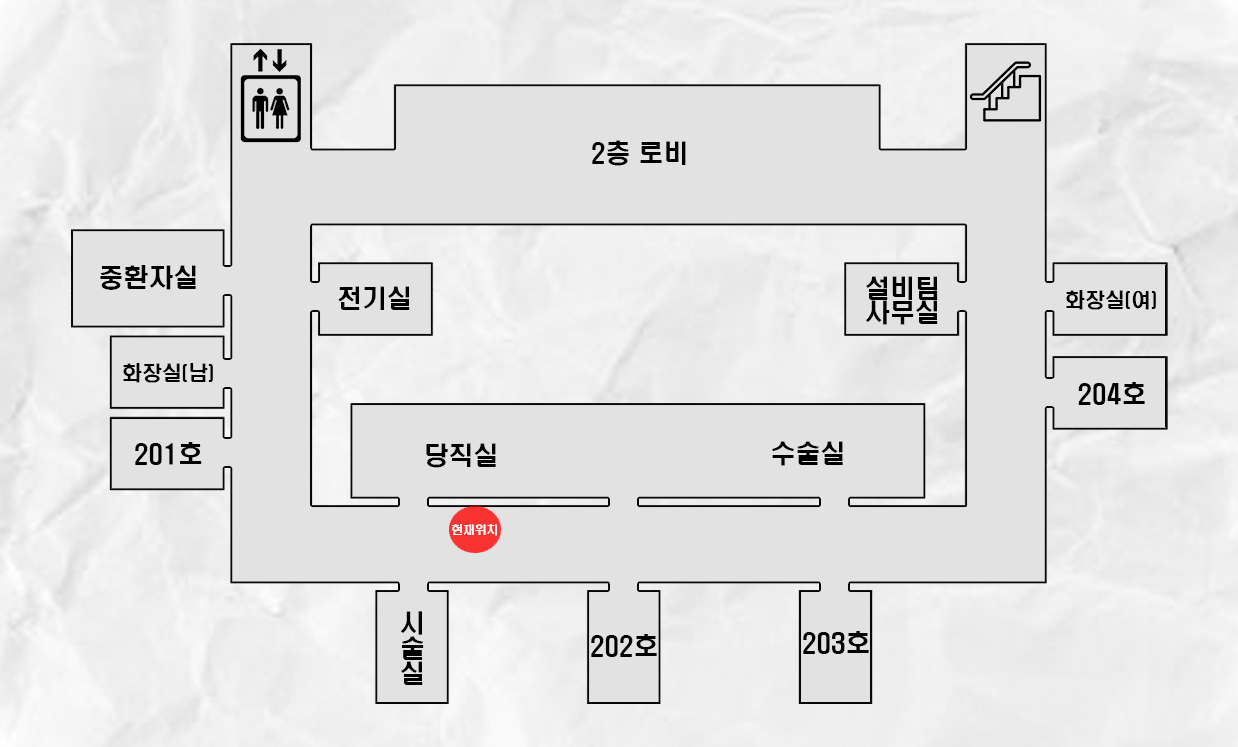 2층 로비
중환자실
전기실
설비팀
사무실
화장실(여)
화장실(남)
204호
201호
당직실
수술실
현재위치
시
술
실
202호
203호